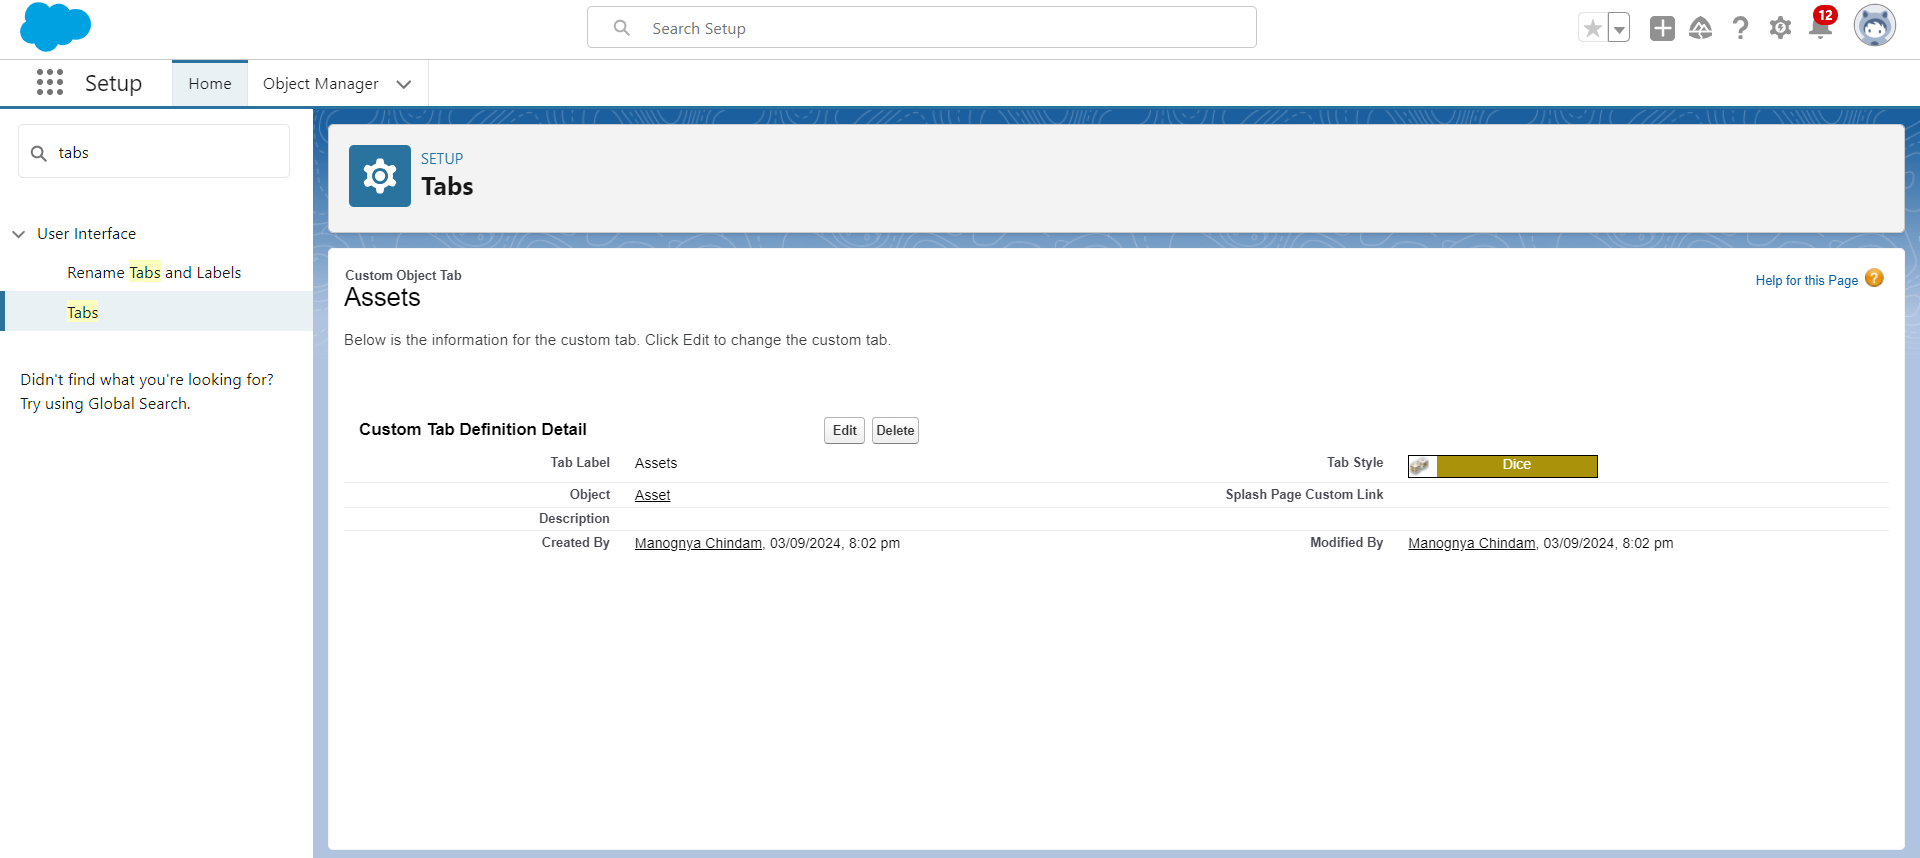 Search Setup
12
Setup
Home
Object Manager
tabs
User Interface
Rename Tabs and Labels
Tabs
Didn't find what you're looking for?
Try using Global Search.
SETUP
Tabs
Custom Object Tab
Assets
Help for this Page ?
Below is the information for the custom tab. Click Edit to change the custom tab.
Custom Tab Definition Detail
Edit
Delete
Tab Label Assets
Tab Style Dice
Object Asset
Splash Page Custom Link
Description
Created By Manognya Chindam, 03/09/2024, 8:02 pm
Modified By Manognya Chindam, 03/09/2024, 8:02 pm